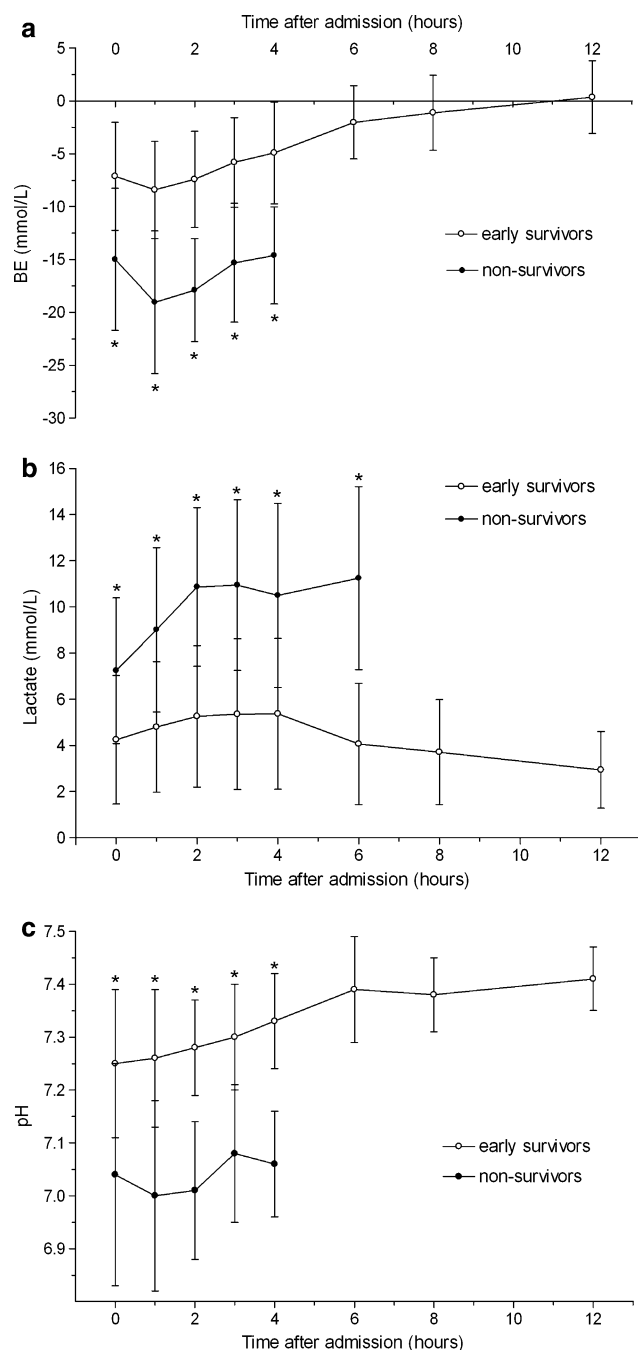 a
Time after admission (hours)
0 2 4 6 8 10 12
5
0
-5
-10
-15
-20
-25
-30
BE (mmol/L)
early survivors
non-survivors
* * * * *
b
16
14
12
10
8
6
4
2
0
Lactate (mmol/L)
early survivors
non-survivors
* * * * * *
0 2 4 6 8 10 12
Time after admission (hours)
c
7.5
7.4
7.3
7.2
7.1
7.0
6.9
pH
* * * * *
early survivors
non-survivors
0 2 4 6 8 10 12
Time after admission (hours)